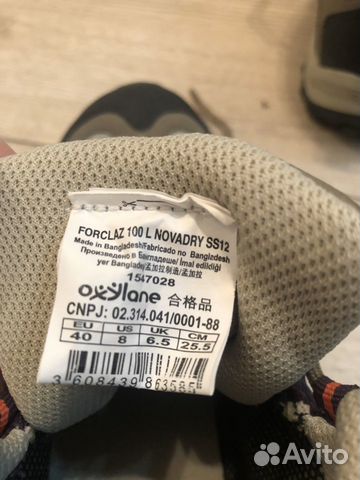 FORCLAZ 100 L NOVADRY SS12
Made in Bangladesh/Fabricado no Bangladesh
Произведено в Бангладеше/ Imal edildiği
yer Bangladeş/孟加拉制造/孟加拉
1547028
oxylane 合格品
CNPJ: 02.314.041/0001-88
EU US UK CM
40 8 6.5 25.5
3 608439 863585
Avito